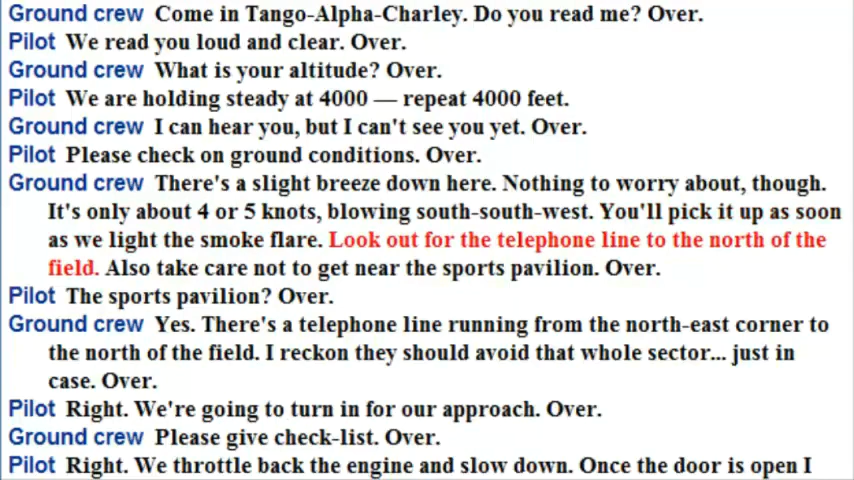 Ground crew Come in Tango-Alpha-Charley. Do you read me? Over.
Pilot We read you loud and clear. Over.
Ground crew What is your altitude? Over.
Pilot We are holding steady at 4000 — repeat 4000 feet.
Ground crew I can hear you, but I can't see you yet. Over.
Pilot Please check on ground conditions. Over.
Ground crew There's a slight breeze down here. Nothing to worry about, though.
It's only about 4 or 5 knots, blowing south-south-west. You'll pick it up as soon
as we light the smoke flare. Look out for the telephone line to the north of the
field. Also take care not to get near the sports pavilion. Over.
Pilot The sports pavilion? Over.
Ground crew Yes. There's a telephone line running from the north-east corner to
the north of the field. I reckon they should avoid that whole sector... just in
case. Over.
Pilot Right. We're going to turn in for our approach. Over.
Ground crew Please give check-list. Over.
Pilot Right. We throttle back the engine and slow down. Once the door is open I